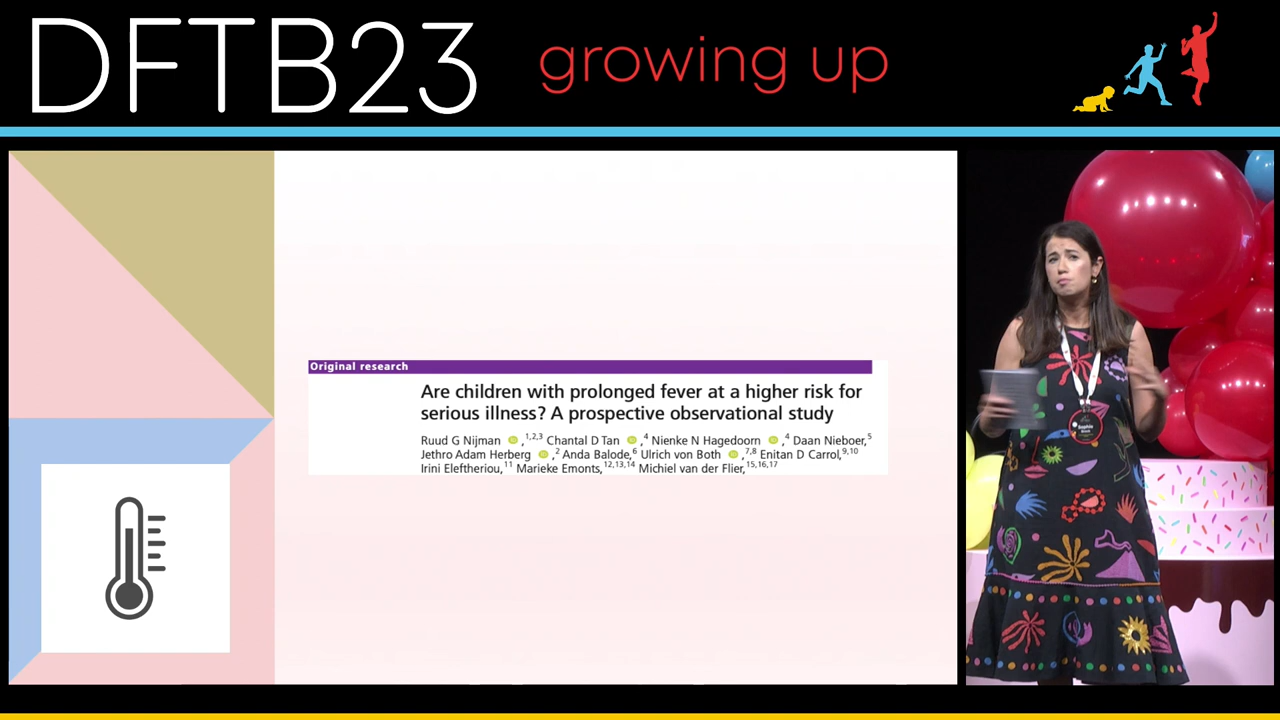 DFTB23 growing up
Original research
Are children with prolonged fever at a higher risk for
serious illness? A prospective observational study
Ruud G Nijman ,1,2,3 Chantal D Tan ,4 Nienke N Hagedoorn ,4 Daan Nieboer,5
Jethro Adam Herberg ,2 Anda Balode,6 Ulrich von Both ,7,8 Enitan D Carrol,9,10
Irini Eleftheriou,11 Marieke Emonts,12,13,14 Michiel van der Flier,15,16,17
Sophie